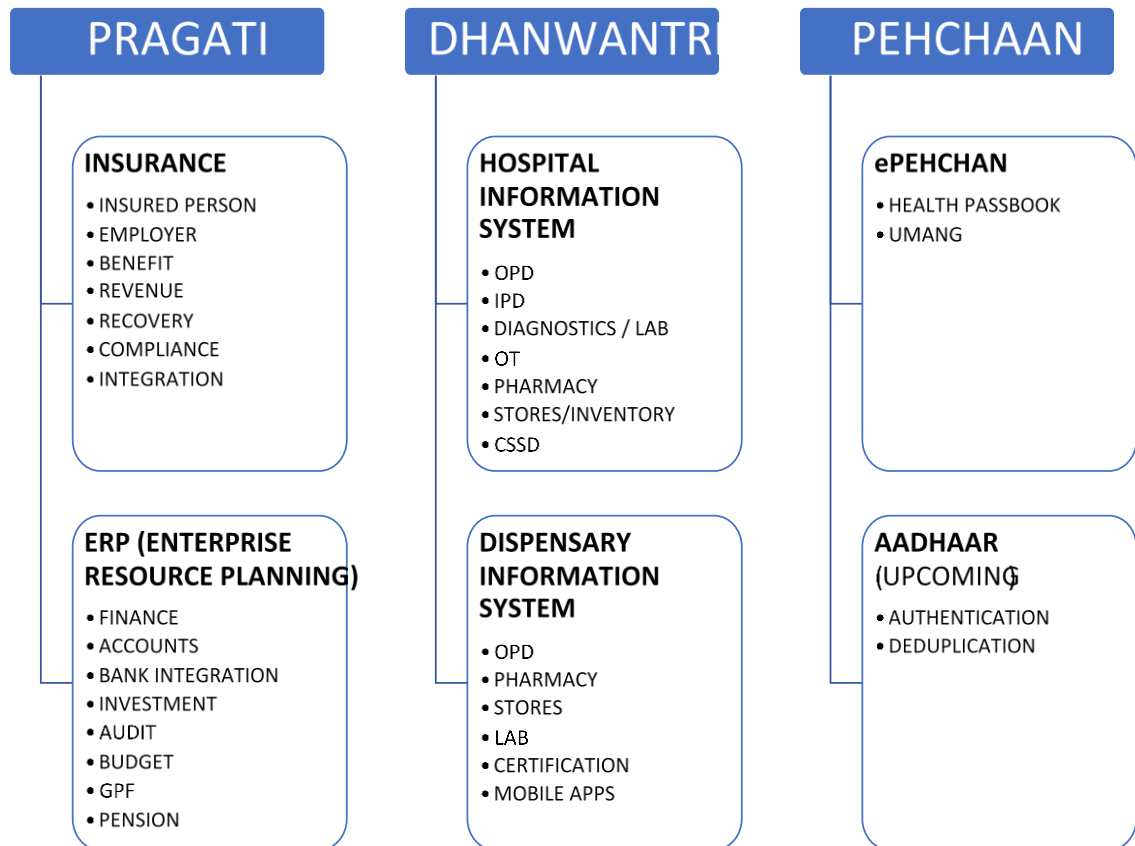 PRAGATI
INSURANCE
• INSURED PERSON
• EMPLOYER
• BENEFIT
• REVENUE
• RECOVERY
• COMPLIANCE
• INTEGRATION
ERP (ENTERPRISE
RESOURCE PLANNING)
• FINANCE
• ACCOUNTS
• BANK INTEGRATION
• INVESTMENT
• AUDIT
• BUDGET
• GPF
• PENSION
DHANWANTRI
HOSPITAL
INFORMATION
SYSTEM
• OPD
• IPD
• DIAGNOSTICS / LAB
• OT
• PHARMACY
• STORES/INVENTORY
• CSSD
DISPENSARY
INFORMATION
SYSTEM
• OPD
• PHARMACY
• STORES
• LAB
• CERTIFICATION
• MOBILE APPS
PEHCHAAN
ePEHCHAN
• HEALTH PASSBOOK
• UMANG
AADHAAR
(UPCOMING)
• AUTHENTICATION
• DEDUPLICATION